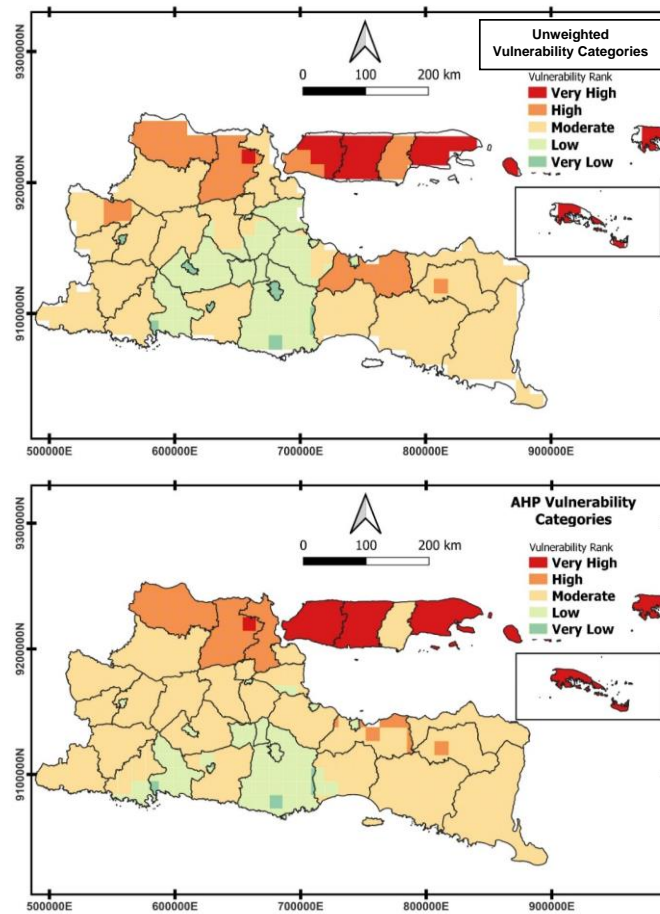 Unweighted
Vulnerability Categories
0 100 200 km
Vulnerability Rank
Very High
High
Moderate
Low
Very Low
9300000N
9200000N
9100000N
500000E 600000E 700000E 800000E 900000E
AHP Vulnerability
Categories
0 100 200 km
Vulnerability Rank
Very High
High
Moderate
Low
Very Low
9300000N
9200000N
9100000N
500000E 600000E 700000E 800000E 900000E